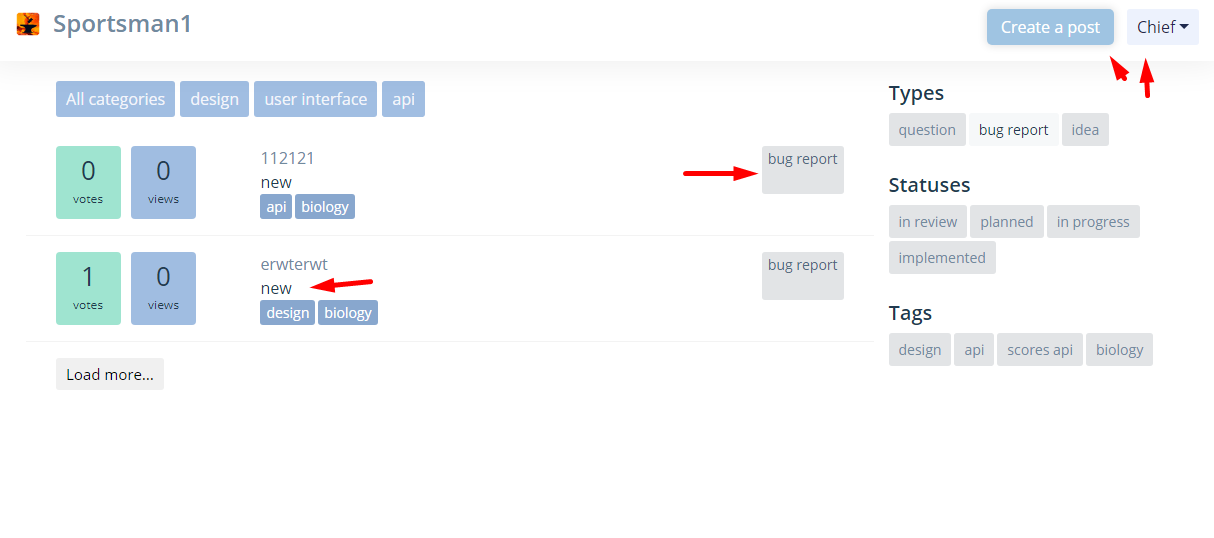 Sportsman1
Create a post
Chief
All categories
design
user interface
api
0
votes
0
views
112121
new
api
biology
bug report
1
votes
0
views
erwterwt
new
design
biology
bug report
Load more...
Types
question
bug report
idea
Statuses
in review
planned
in progress
implemented
Tags
design
api
scores api
biology